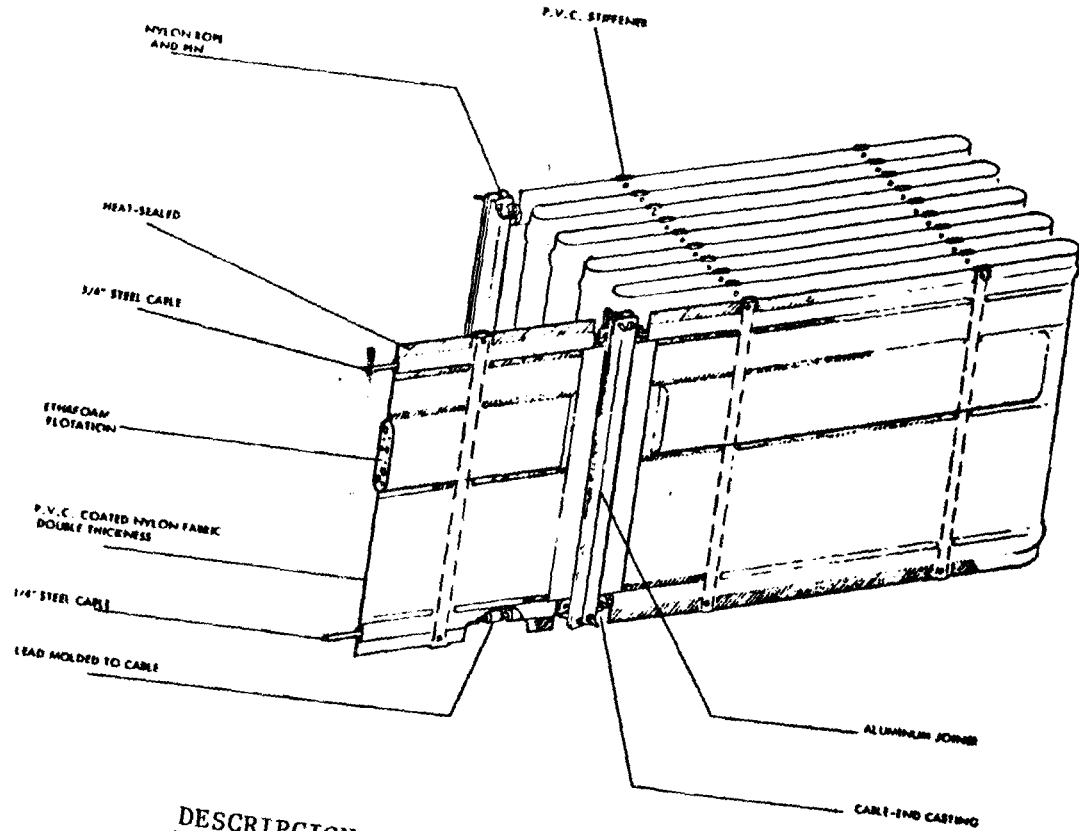 NYLON ROPE
AND PIN
P.V.C. STIFFENER
HEAT-SEALED
3/4" STEEL CABLE
ETHAFOAM
FLOTATION
P.V.C. COATED NYLON FABRIC
DOUBLE THICKNESS
1/4" STEEL CABLE
LEAD MOLDED TO CABLE
ALUMINUM JOINER
CABLE-END CASTING
DESCRIPCION